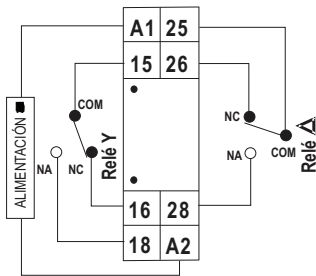 A1 25
15 26
COM
NC
ALIMENTACIÓN
Relé Y
COM
Relé Δ
NA
NC
NA
16 28
18 A2